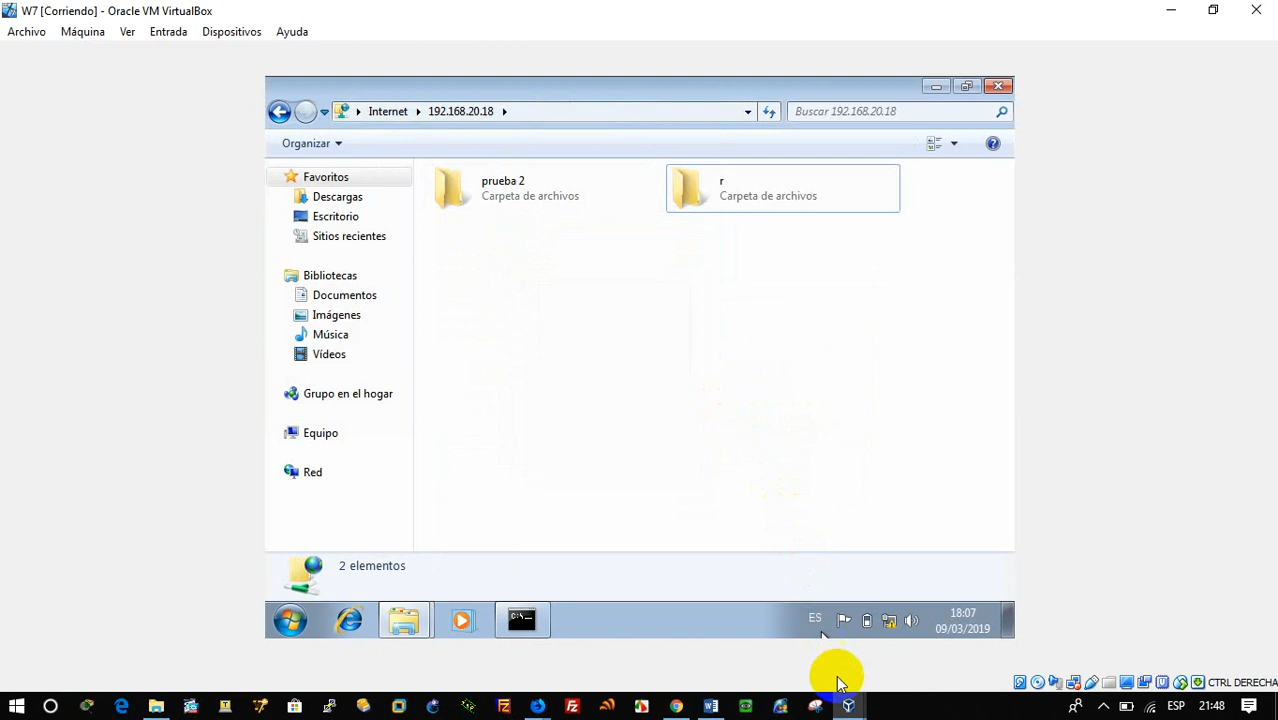 W7 [Corriendo] - Oracle VM VirtualBox
Archivo Máquina Ver Entrada Dispositivos Ayuda
Internet 192.168.20.18
Buscar 192.168.20.18
Organizar
Favoritos
Descargas
Escritorio
Sitios recientes
Bibliotecas
Documentos
Imágenes
Música
Vídeos
Grupo en el hogar
Equipo
Red
prueba 2
Carpeta de archivos
r
Carpeta de archivos
2 elementos
C:\._
ES
18:07
09/03/2019
CTRL DERECHA
ESP 21:48